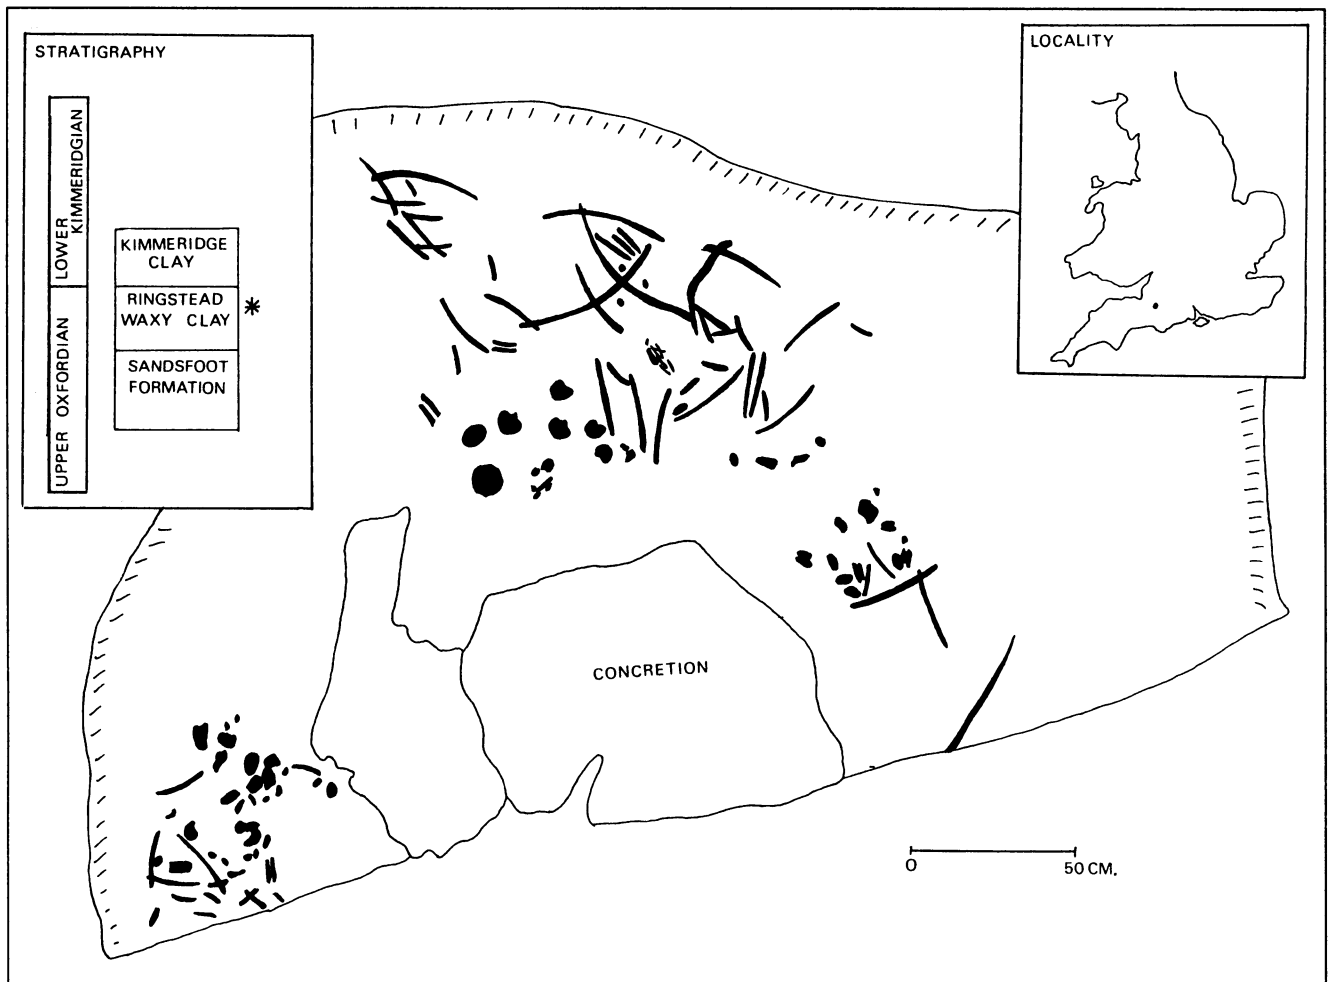 STRATIGRAPHY
LOWER
KIMMERIDGIAN
UPPER OXFORDIAN
KIMMERIDGE
CLAY
RINGSTEAD
WAXY CLAY
*
SANDSFOOT
FORMATION
LOCALITY
CONCRETION
0 50 CM.